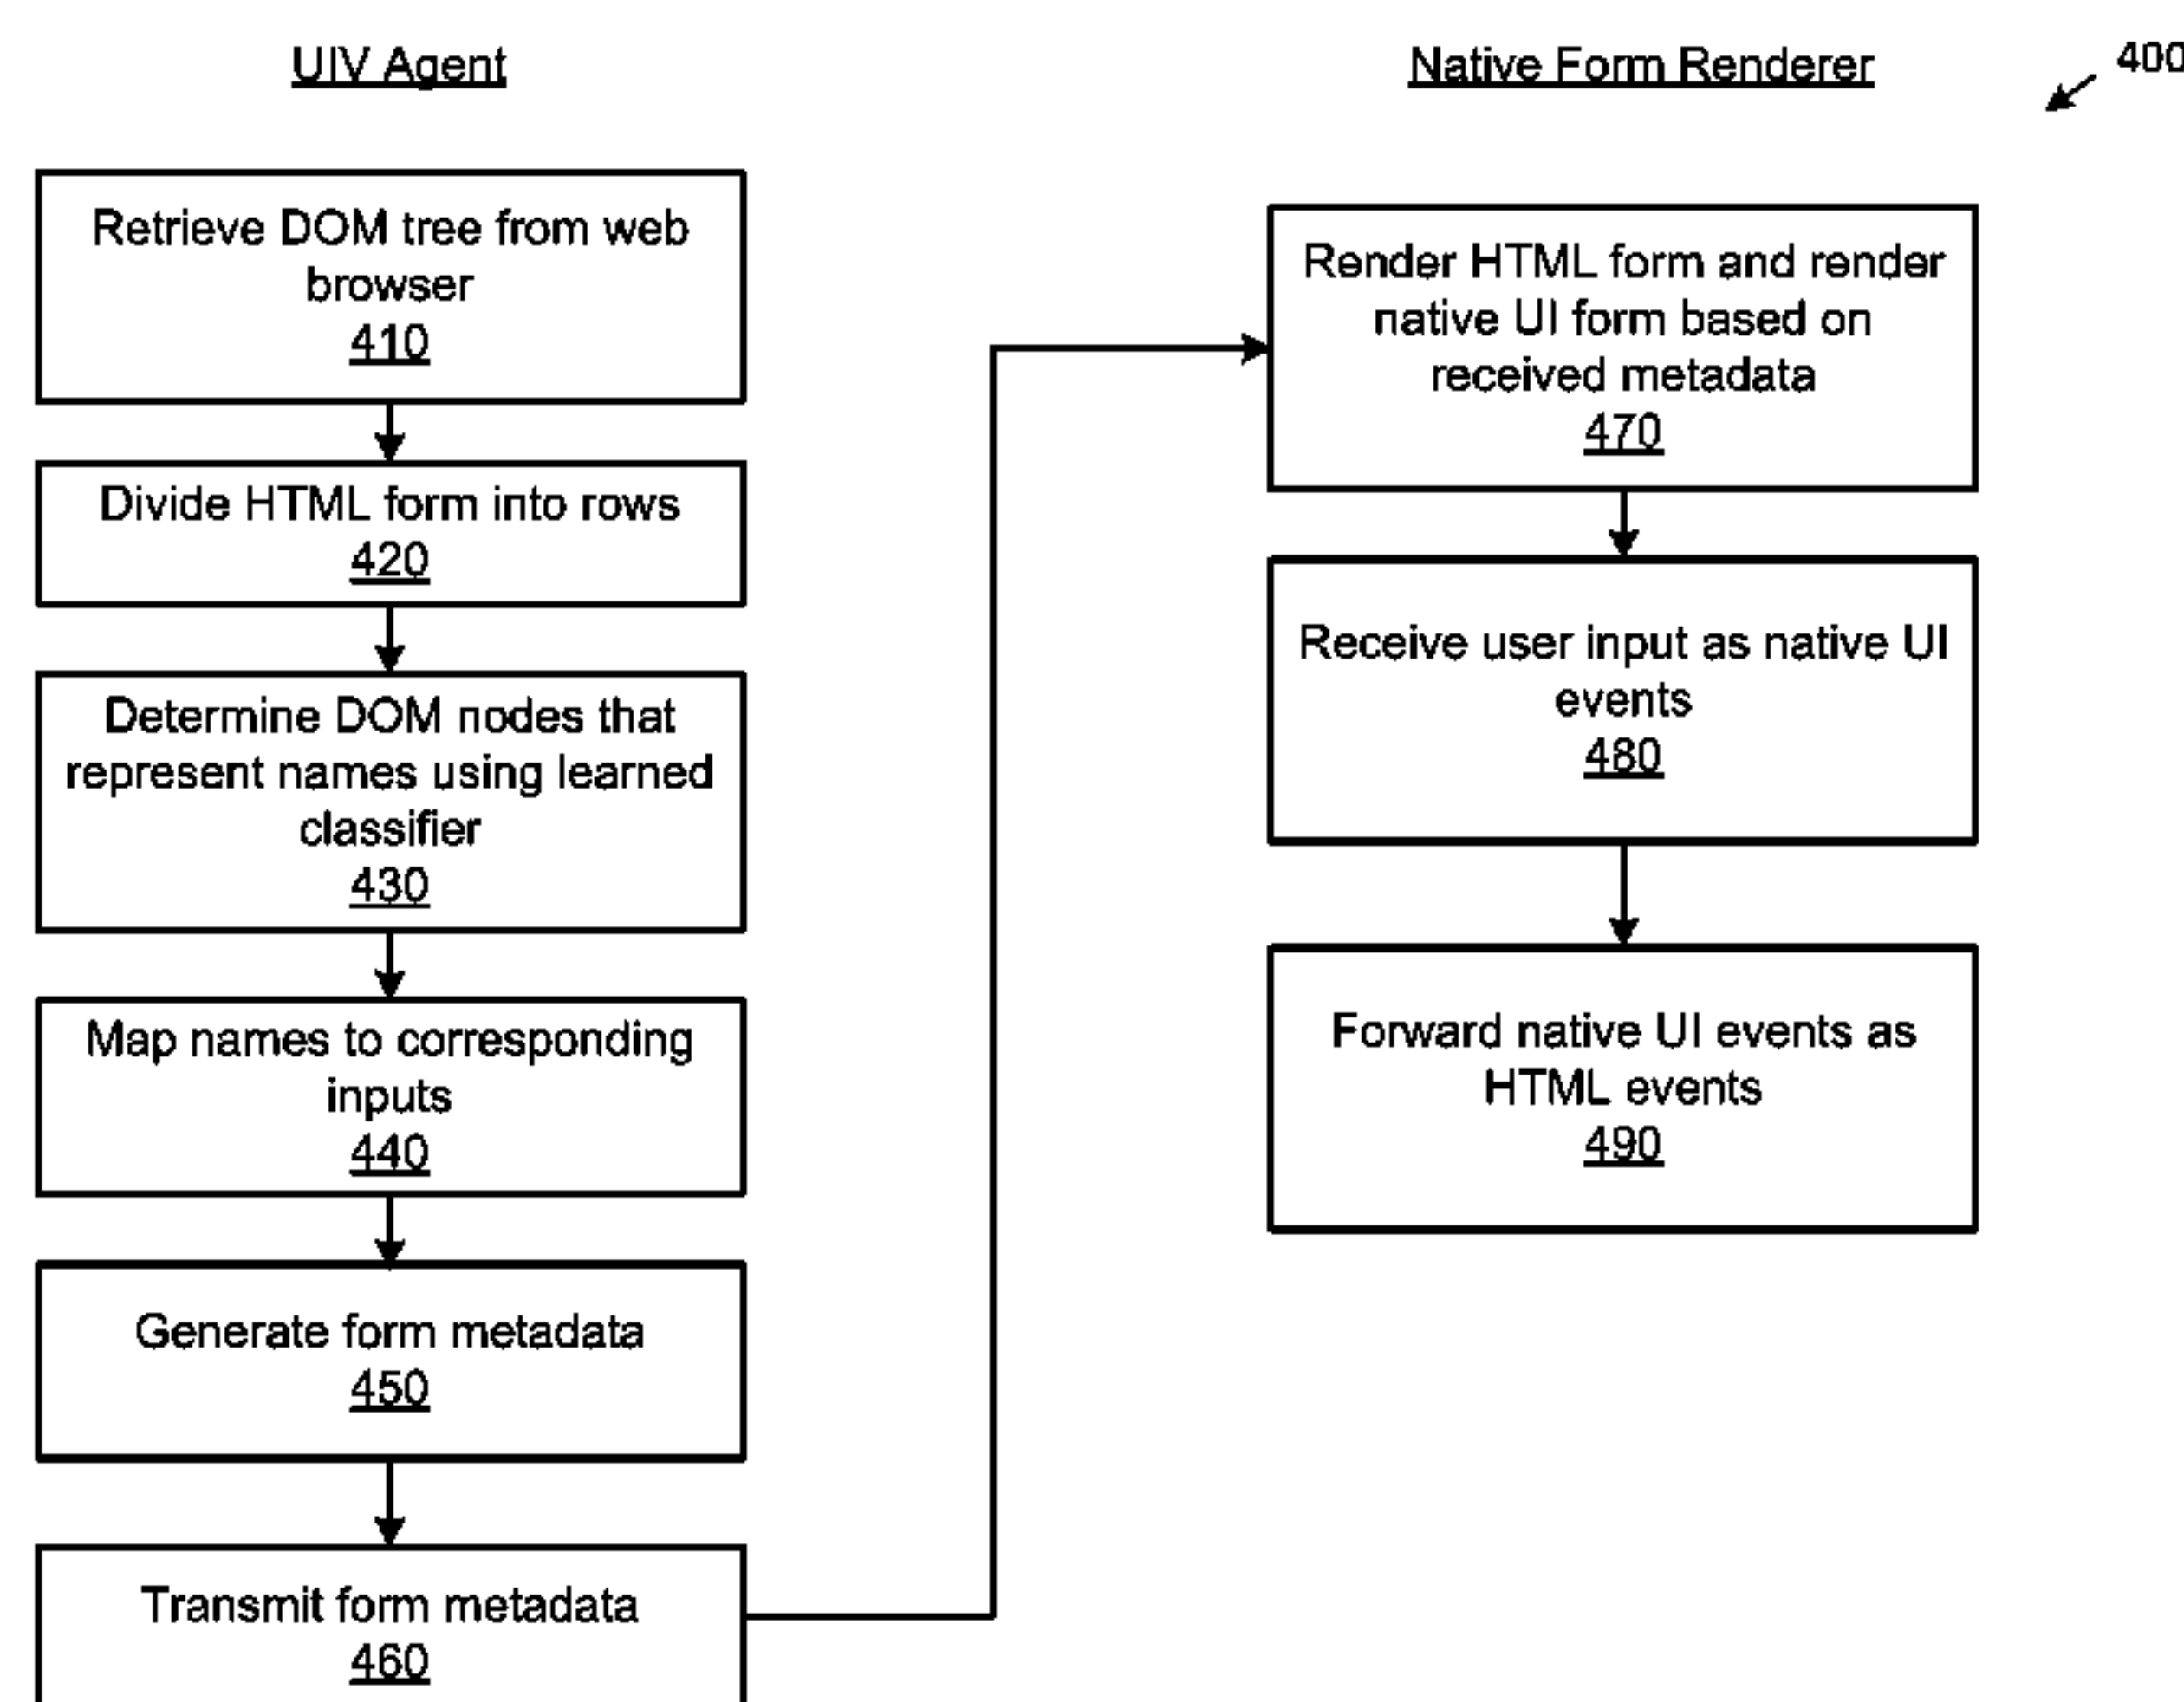 UIV Agent
Retrieve DOM tree from web
browser
410
Divide HTML form into rows
420
Determine DOM nodes that
represent names using learned
classifier
430
Map names to corresponding
inputs
440
Generate form metadata
450
Transmit form metadata
460
Native Form Renderer
400
Render HTML form and render
native UI form based on
received metadata
470
Receive user input as native UI
events
480
Forward native UI events as
HTML events
490